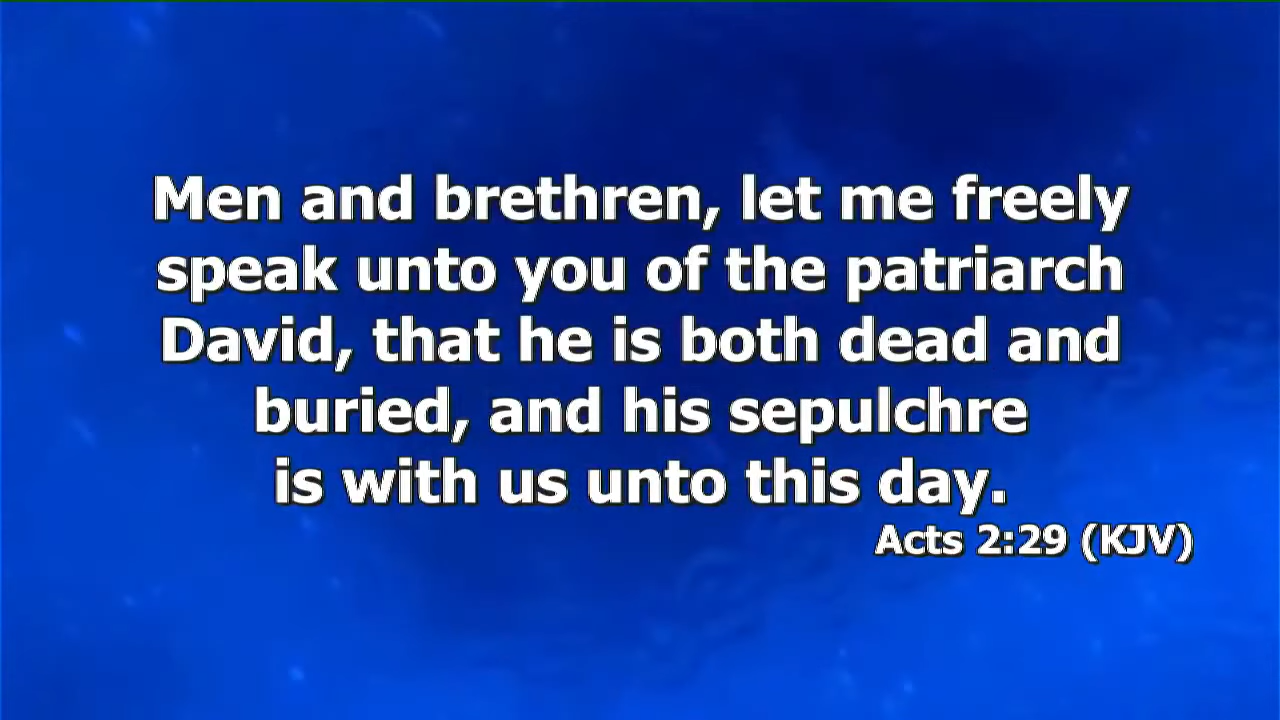 Men and brethren, let me freely
speak unto you of the patriarch
David, that he is both dead and
buried, and his sepulchre
is with us unto this day.
Acts 2:29 (KJV)